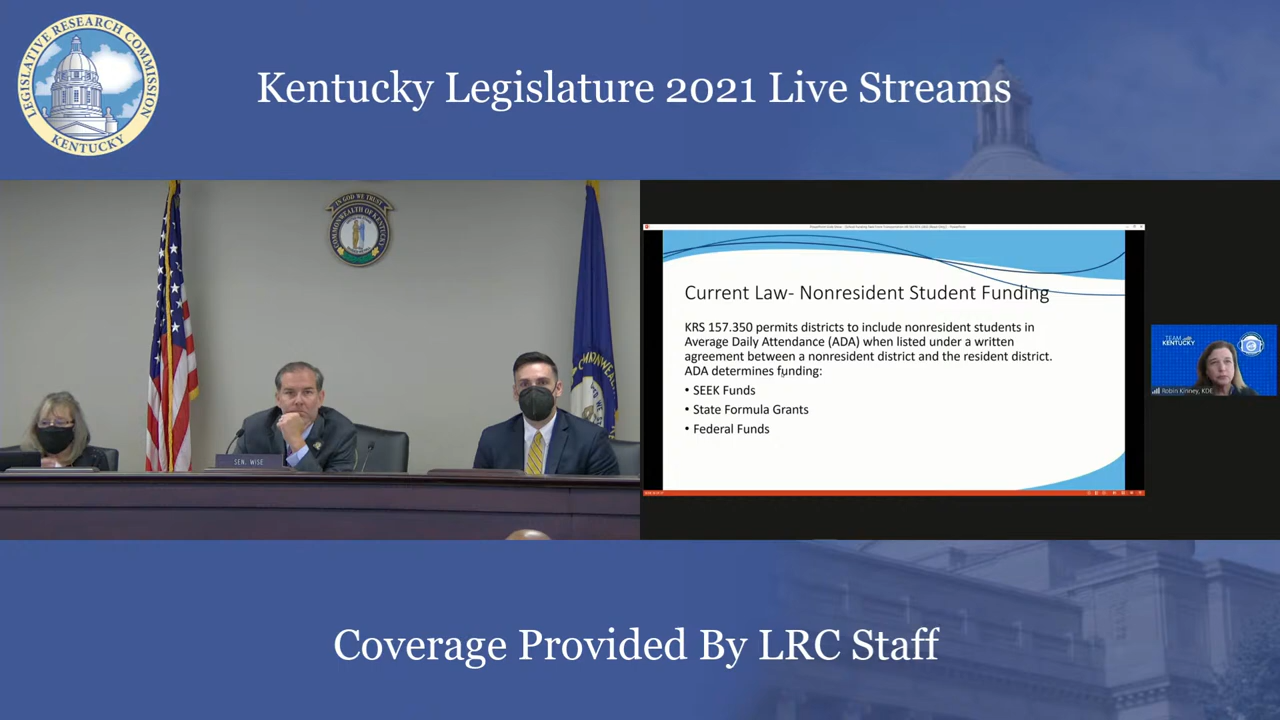 LEGISLATIVE RESEARCH COMMISSION
KENTUCKY
Kentucky Legislature 2021 Live Streams
IN GOD WE TRUST
COMMONWEALTH OF KENTUCKY
SEN. WISE
Current Law- Nonresident Student Funding
KRS 157.350 permits districts to include nonresident students in
Average Daily Attendance (ADA) when listed under a written
agreement between a nonresident district and the resident district.
ADA determines funding:
• SEEK Funds
• State Formula Grants
• Federal Funds
TEAM
KENTUCKY
Robin Kinney, KDE
Coverage Provided By LRC Staff